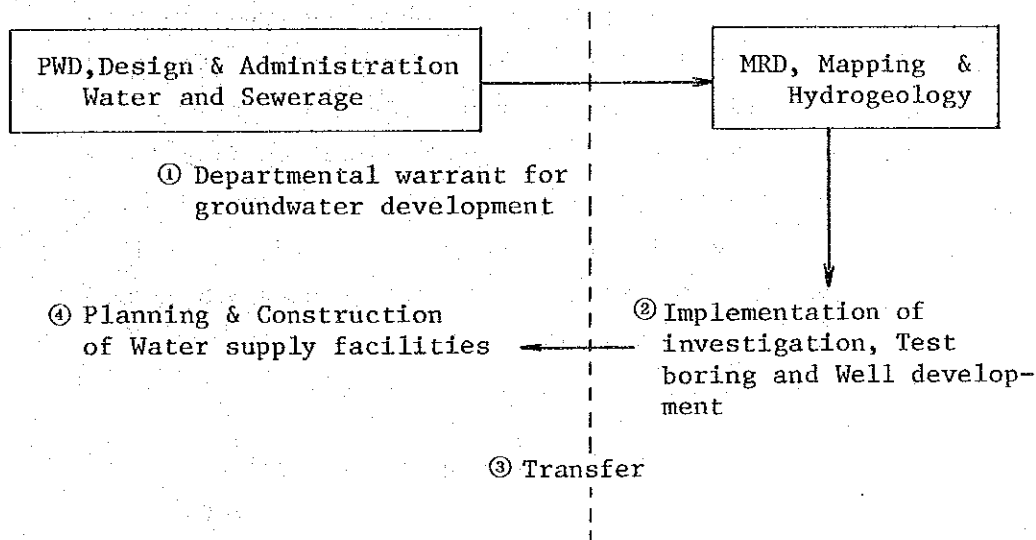 PWD,Design & Administration
Water and Sewerage
MRD, Mapping &
Hydrogeology
① Departmental warrant for
groundwater development
② Implementation of
investigation, Test
boring and Well develop-
ment
③ Transfer
④ Planning & Construction
of Water supply facilities